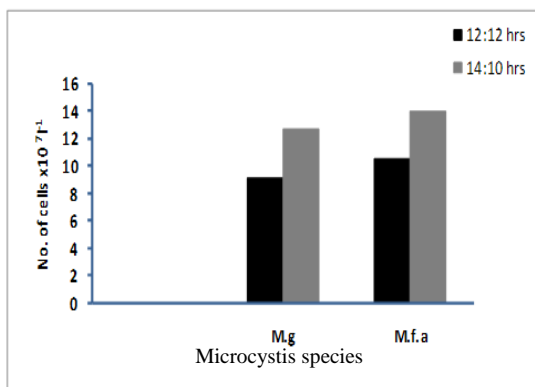 12:12 hrs
14:10 hrs
No. of cells x10 ⁷l⁻¹
16
14
12
10
8
6
4
2
0
M.g M.f.a
Microcystis species